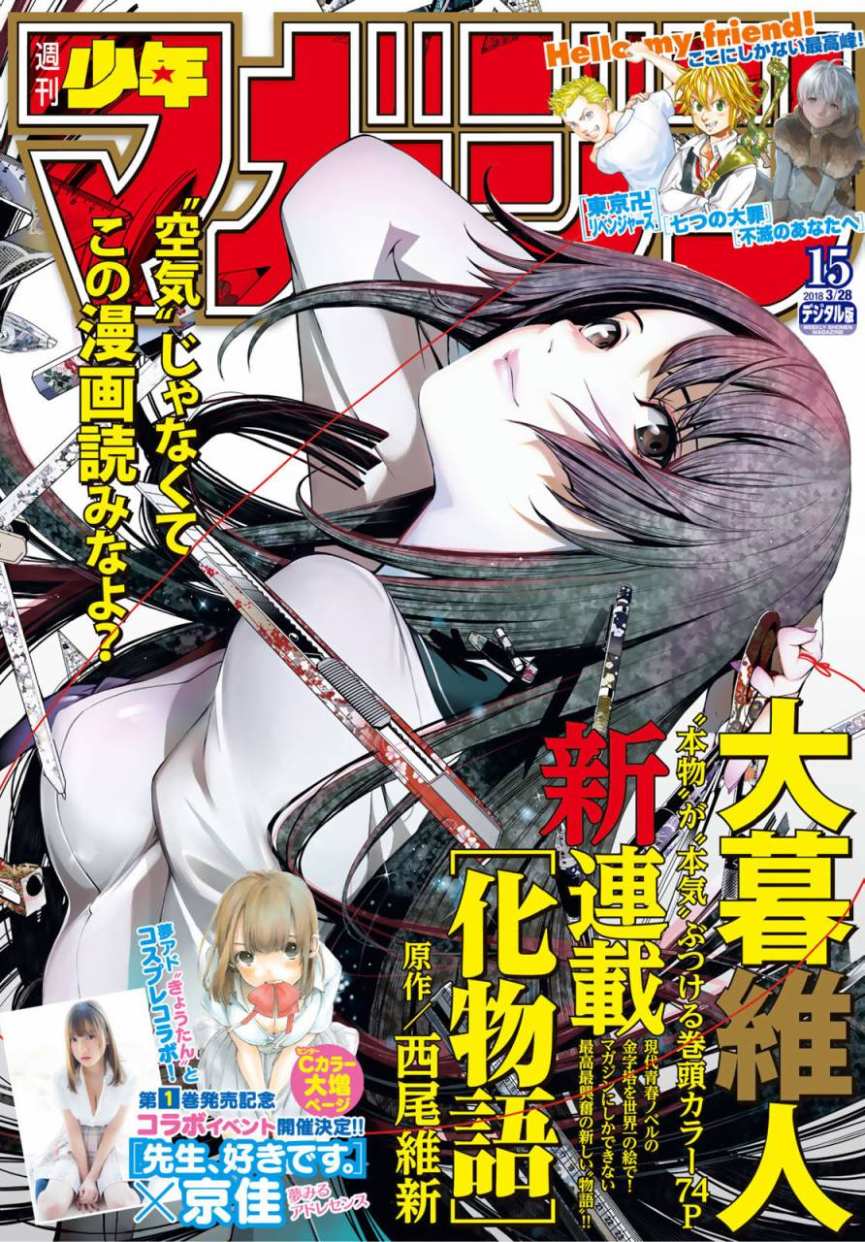 週刊
少年
マガジン
Hello, my friend!
ここにしかない最高峰!
[東京卍リベンジャーズ]
[七つの大罪]
[不滅のあなたへ]
15
2018 3/28
デジタル版
WEEKLY SHONEN
MAGAZINE
〝空気〟じゃなくて
この漫画読みなよ?
大暮維人
〝本物〟が〝本気〟ぶつける巻頭カラー74P
新連載
[化物語]
原作/西尾維新
現代青春ノベルの
金字塔を世界一の絵で!
マガジンにしかできない
最高最興奮の新しい〝物語〟!!
夢アド〝きょうたん〟と
コスプレコラボ!
センター
Cカラー
大増
ページ
第1巻発売記念
コラボイベント開催決定!!
[先生、好きです。]
×京佳
夢みる
アドレセンス